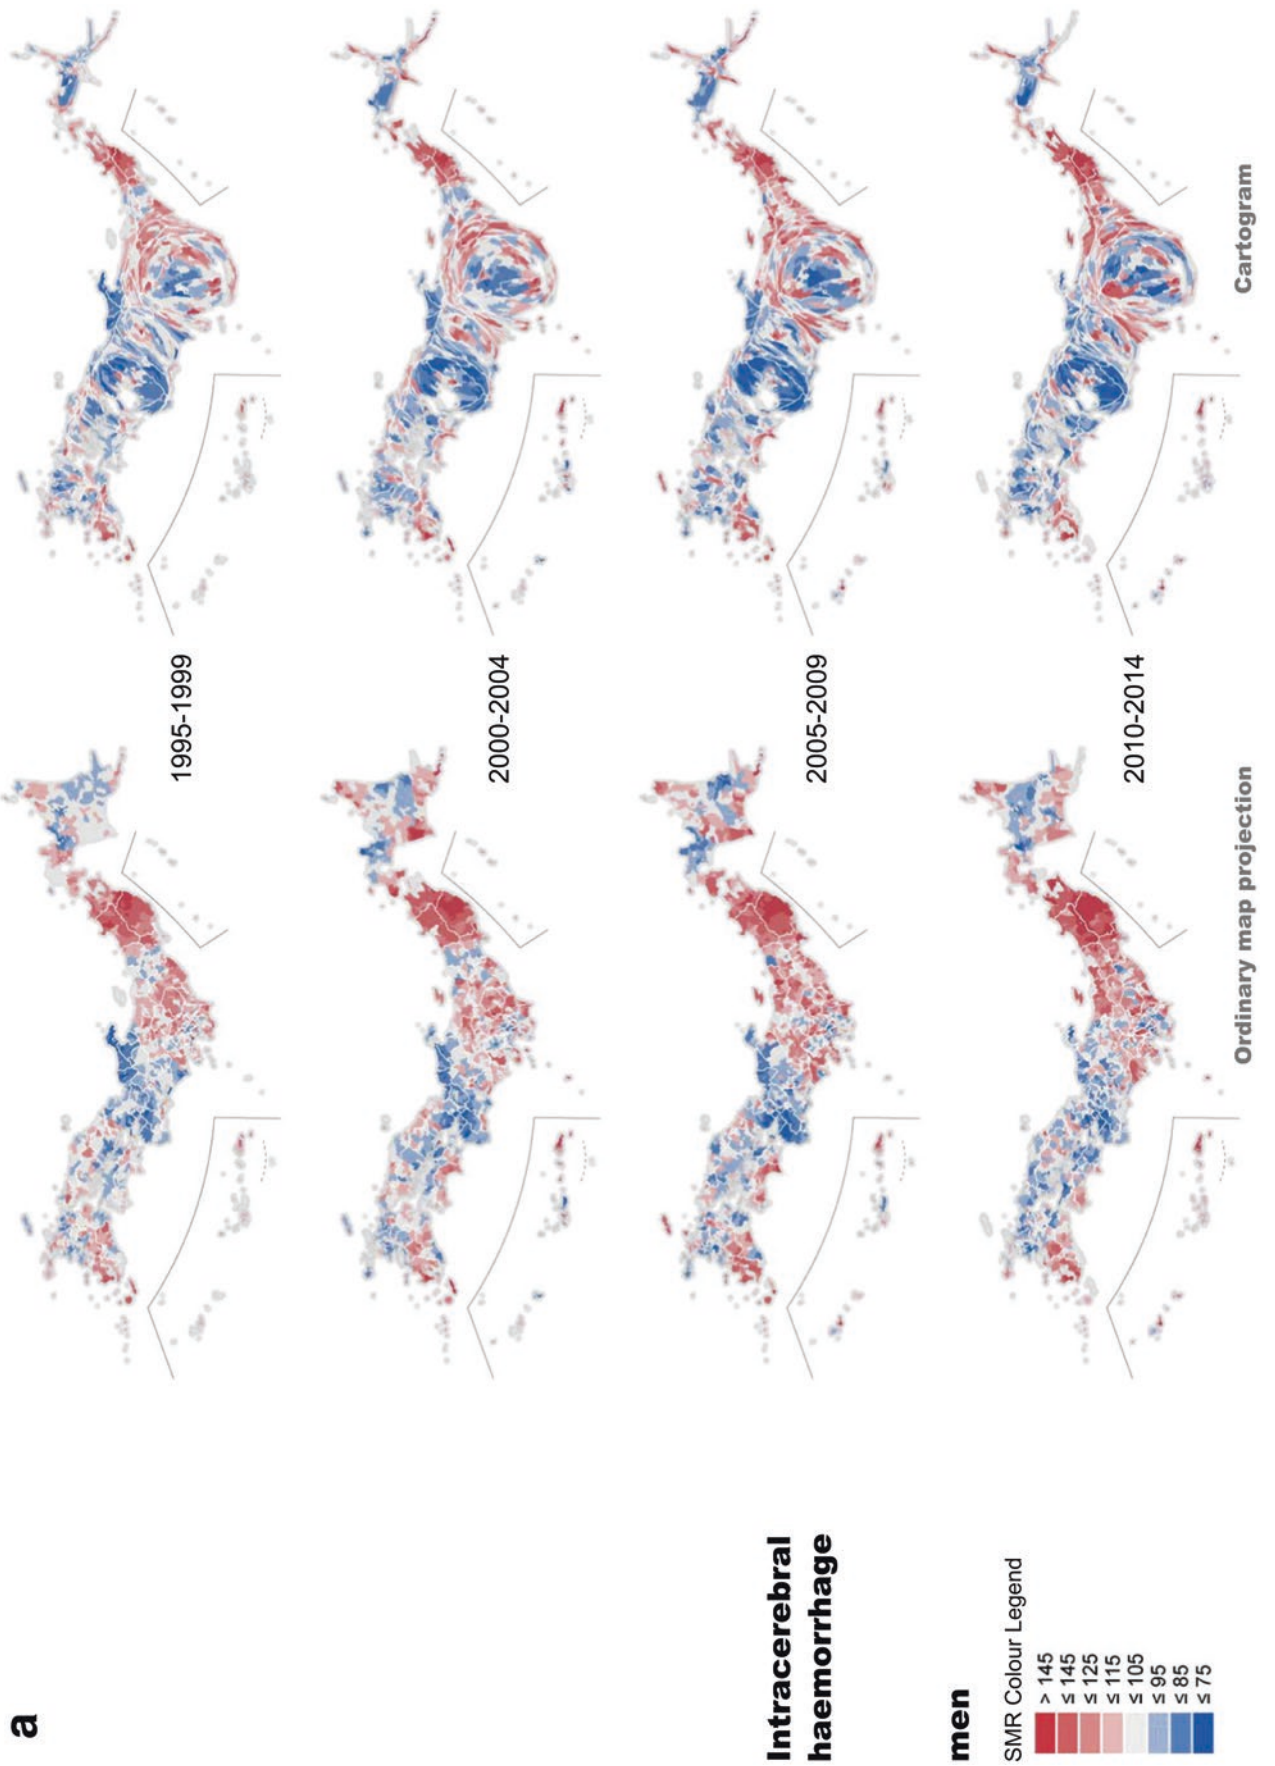 a
Intracerebral
haemorrhage
men
SMR Colour Legend
> 145
≤ 145
≤ 125
≤ 115
≤ 105
≤ 95
≤ 85
≤ 75
1995-1999
2000-2004
2005-2009
2010-2014
Ordinary map projection
Cartogram